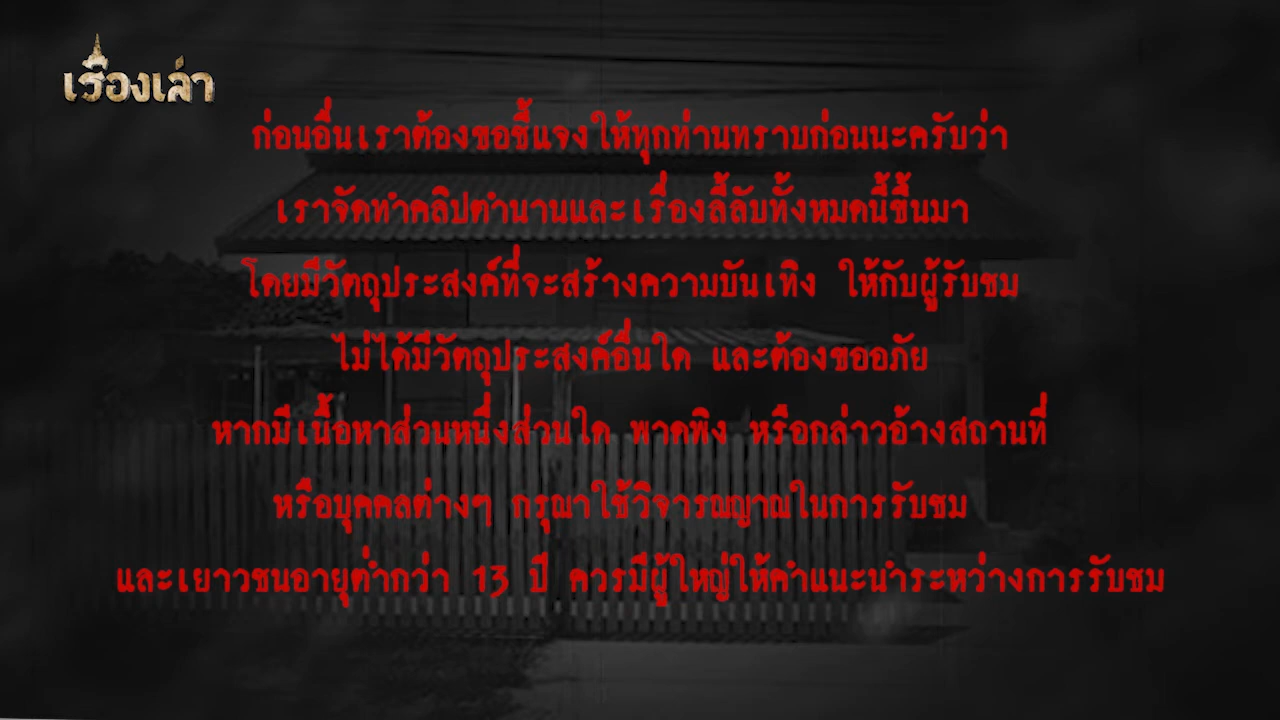 เรื่องเล่า
ก่อนอื่นเราต้องขอชี้แจงให้ทุกท่านทราบก่อนนะครับว่า
เราจัดทำคลิปตำนานและเรื่องลี้ลับทั้งหมดนี้ขึ้นมา
โดยมีวัตถุประสงค์ที่จะสร้างความบันเทิง ให้กับผู้รับชม
ไม่ได้มีวัตถุประสงค์อื่นใด และต้องขออภัย
หากมีเนื้อหาส่วนหนึ่งส่วนใด พาดพิง หรือกล่าวอ้างสถานที่
หรือบุคคลต่างๆ กรุณาใช้วิจารณญาณในการรับชม
และเยาวชนอายุต่ำกว่า 13 ปี ควรมีผู้ใหญ่ให้คำแนะนำระหว่างการรับชม